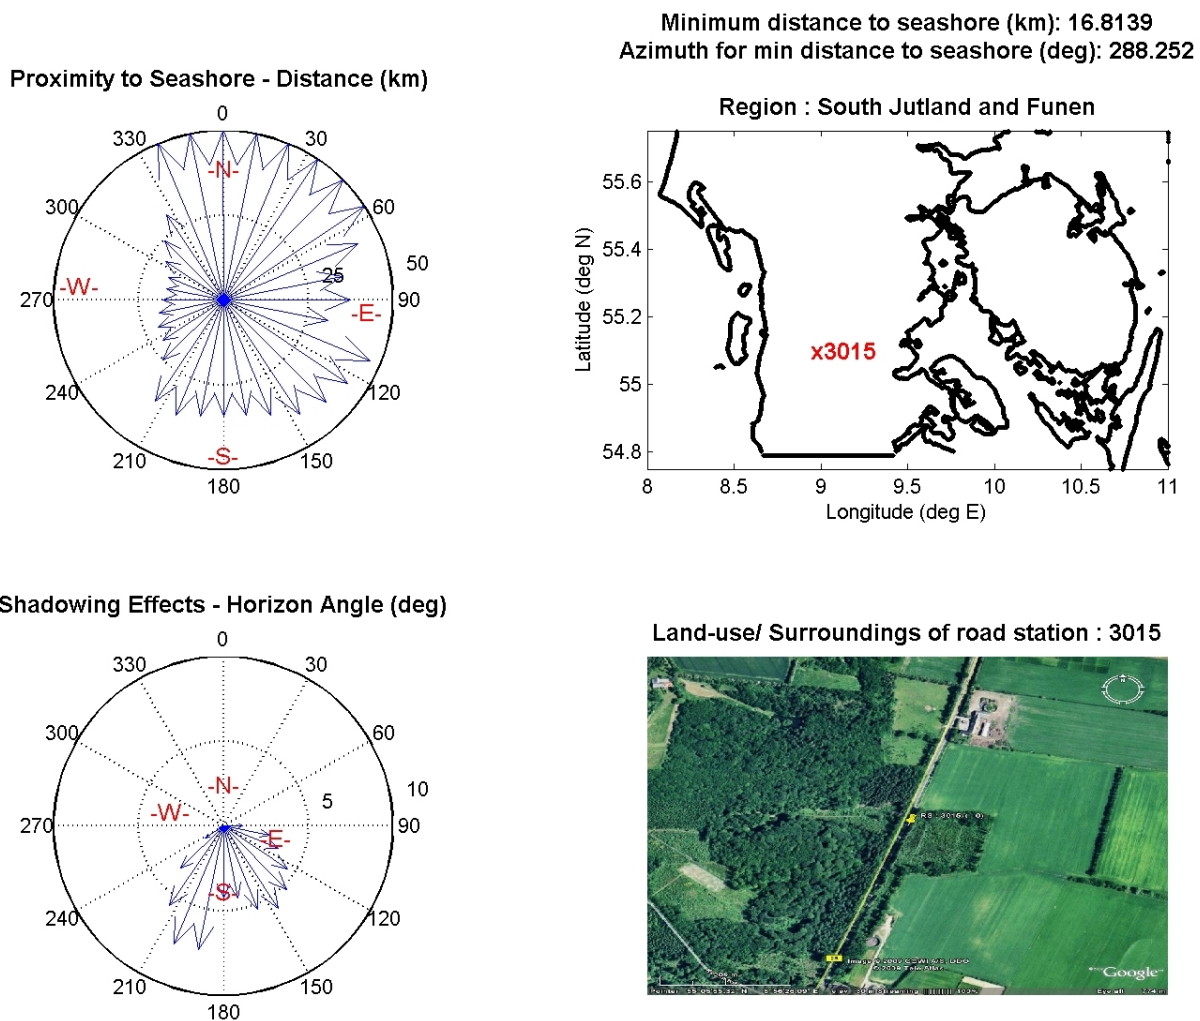 Minimum distance to seashore (km): 16.8139
Azimuth for min distance to seashore (deg): 288.252
Proximity to Seashore - Distance (km)
0
30
60
50
25
90
120
150
180
210
240
270
300
330
-N-
-E-
-S-
-W-
Region : South Jutland and Funen
Latitude (deg N)
55.6
55.4
55.2
55
54.8
x3015
8
8.5
9
9.5
10
10.5
11
Longitude (deg E)
Shadowing Effects - Horizon Angle (deg)
0
30
60
10
5
90
120
150
180
210
240
270
300
330
-N-
-E-
-S-
-W-
Land-use/ Surroundings of road station : 3015
Google